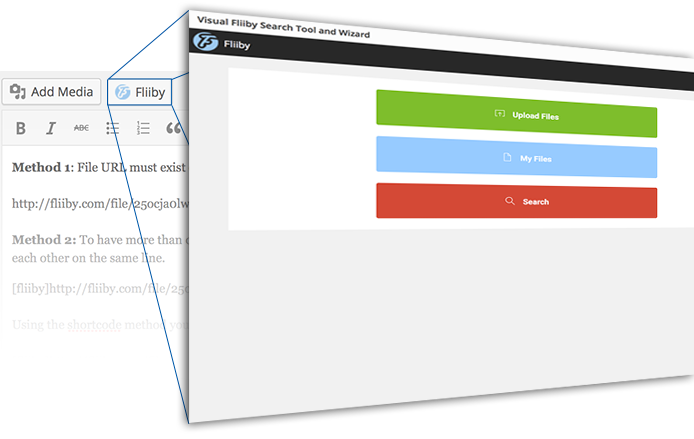 Visual Fliiby Search Tool and Wizard
Fliiby
Upload Files
My Files
Search
Add Media
Fliiby
B I ABC
Method 1: File URL must exist
http://fliiby.com/file/25ocja0lw
Method 2: To have more than
each other on the same line.
[fliiby]http://fliiby.com/file/25
Using the shortcode method you